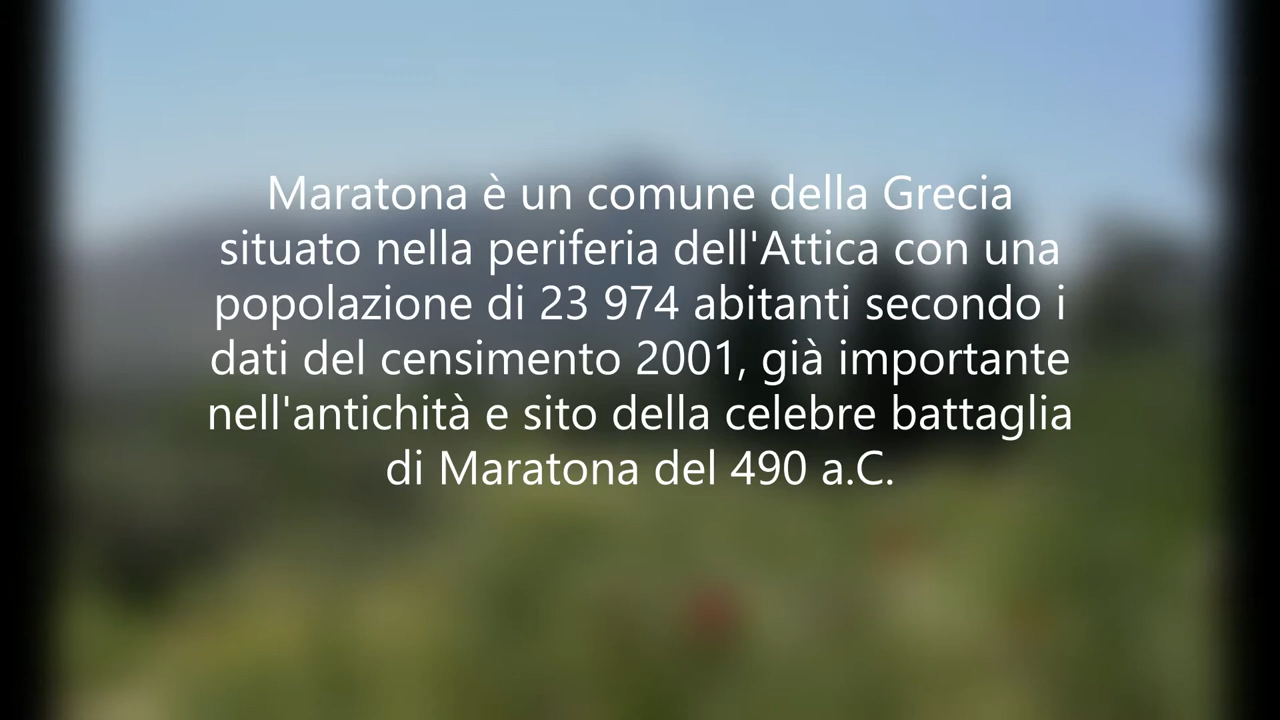 Maratona è un comune della Grecia
situato nella periferia dell'Attica con una
popolazione di 23 974 abitanti secondo i
dati del censimento 2001, già importante
nell'antichità e sito della celebre battaglia
di Maratona del 490 a.C.